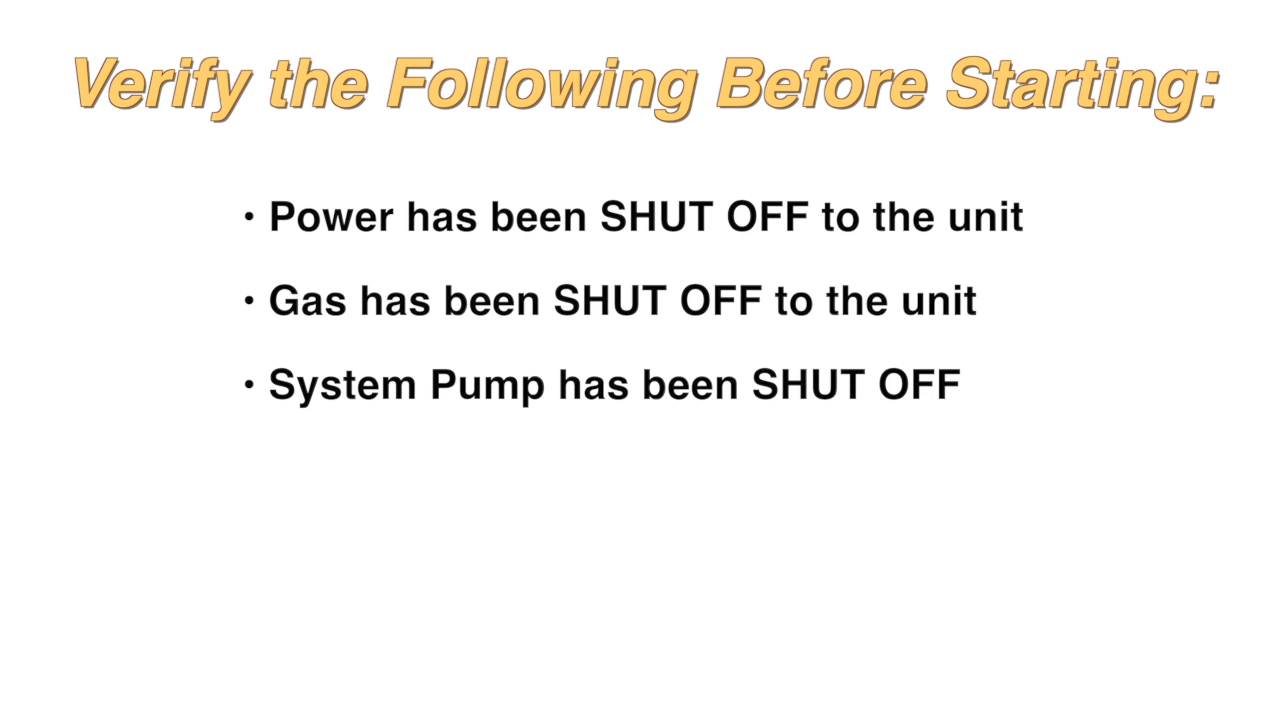 Verify the Following Before Starting:
• Power has been SHUT OFF to the unit
• Gas has been SHUT OFF to the unit
• System Pump has been SHUT OFF